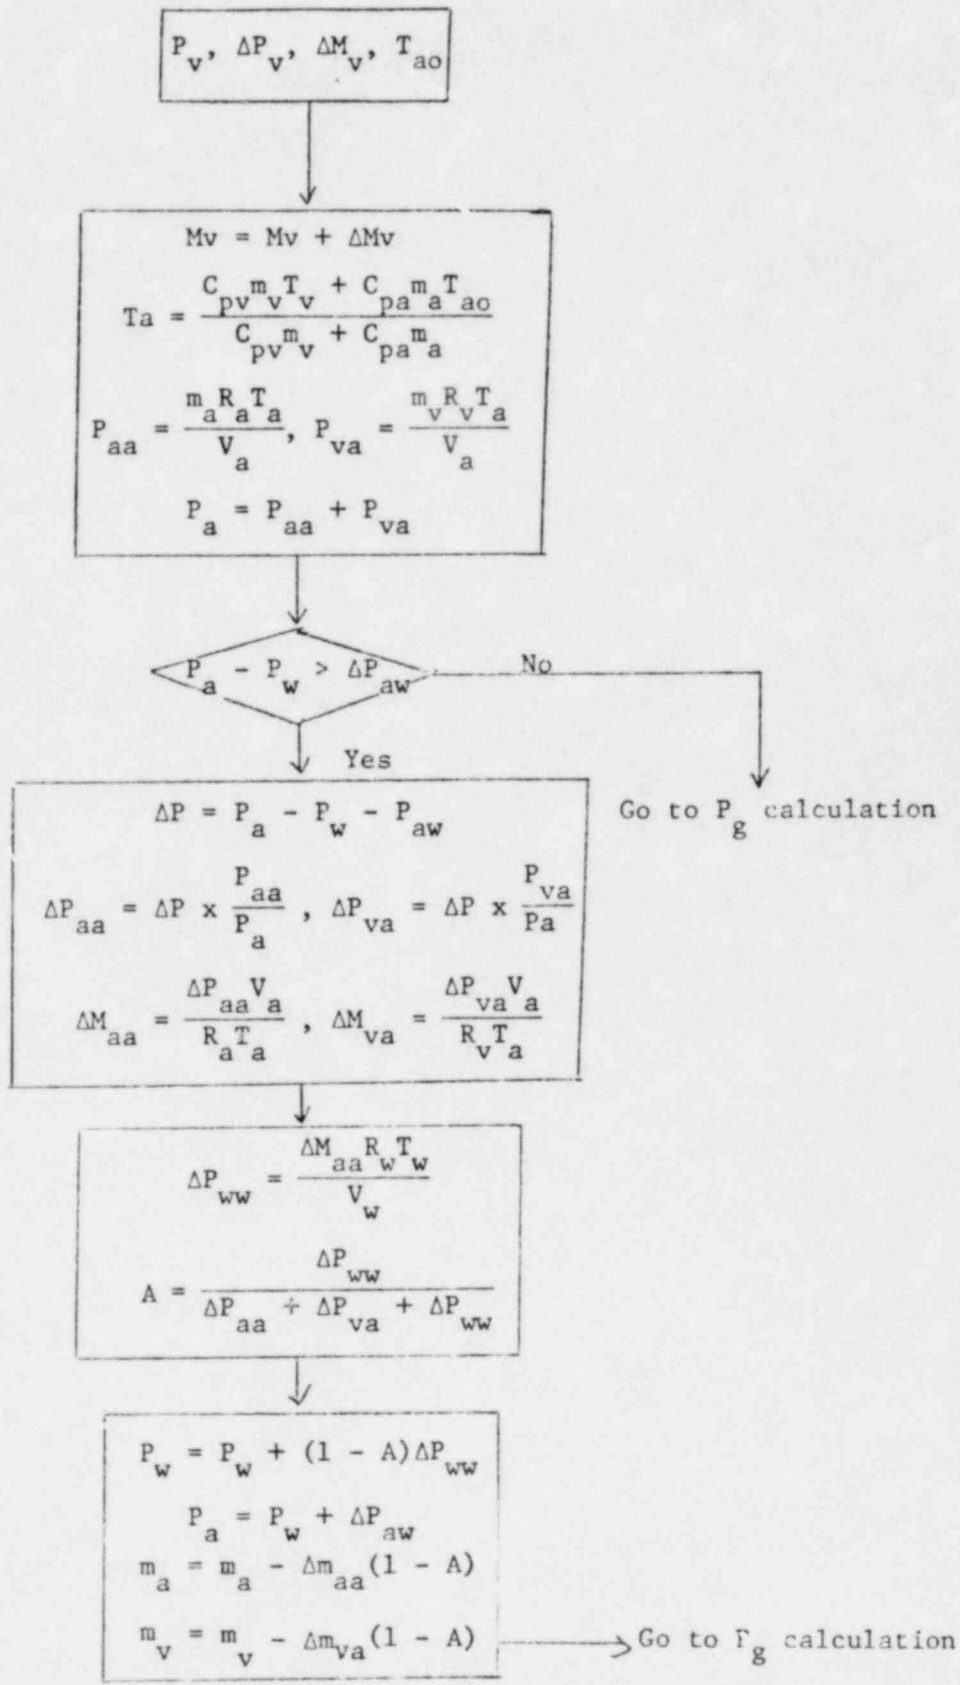 P_v, ΔP_v, ΔM_v, T_ao
Mv = Mv + ΔMv
Ta = (C_pv m_v T_v + C_pa m_a T_ao) / (C_pv m_v + C_pa m_a)
P_aa = m_a R_a T_a / V_a, P_va = m_v R_v T_a / V_a
P_a = P_aa + P_va
P_a - P_w > ΔP_aw
No
Yes
Go to P_g calculation
ΔP = P_a - P_w - P_aw
ΔP_aa = ΔP x P_aa / P_a , ΔP_va = ΔP x P_va / Pa
ΔM_aa = ΔP_aa V_a / R_a T_a , ΔM_va = ΔP_va V_a / R_v T_a
ΔP_ww = ΔM_aa R_w T_w / V_w
A = ΔP_ww / (ΔP_aa + ΔP_va + ΔP_ww)
P_w = P_w + (1 - A)ΔP_ww
P_a = P_w + ΔP_aw
m_a = m_a - Δm_aa(1 - A)
m_v = m_v - Δm_va(1 - A)
Go to P_g calculation